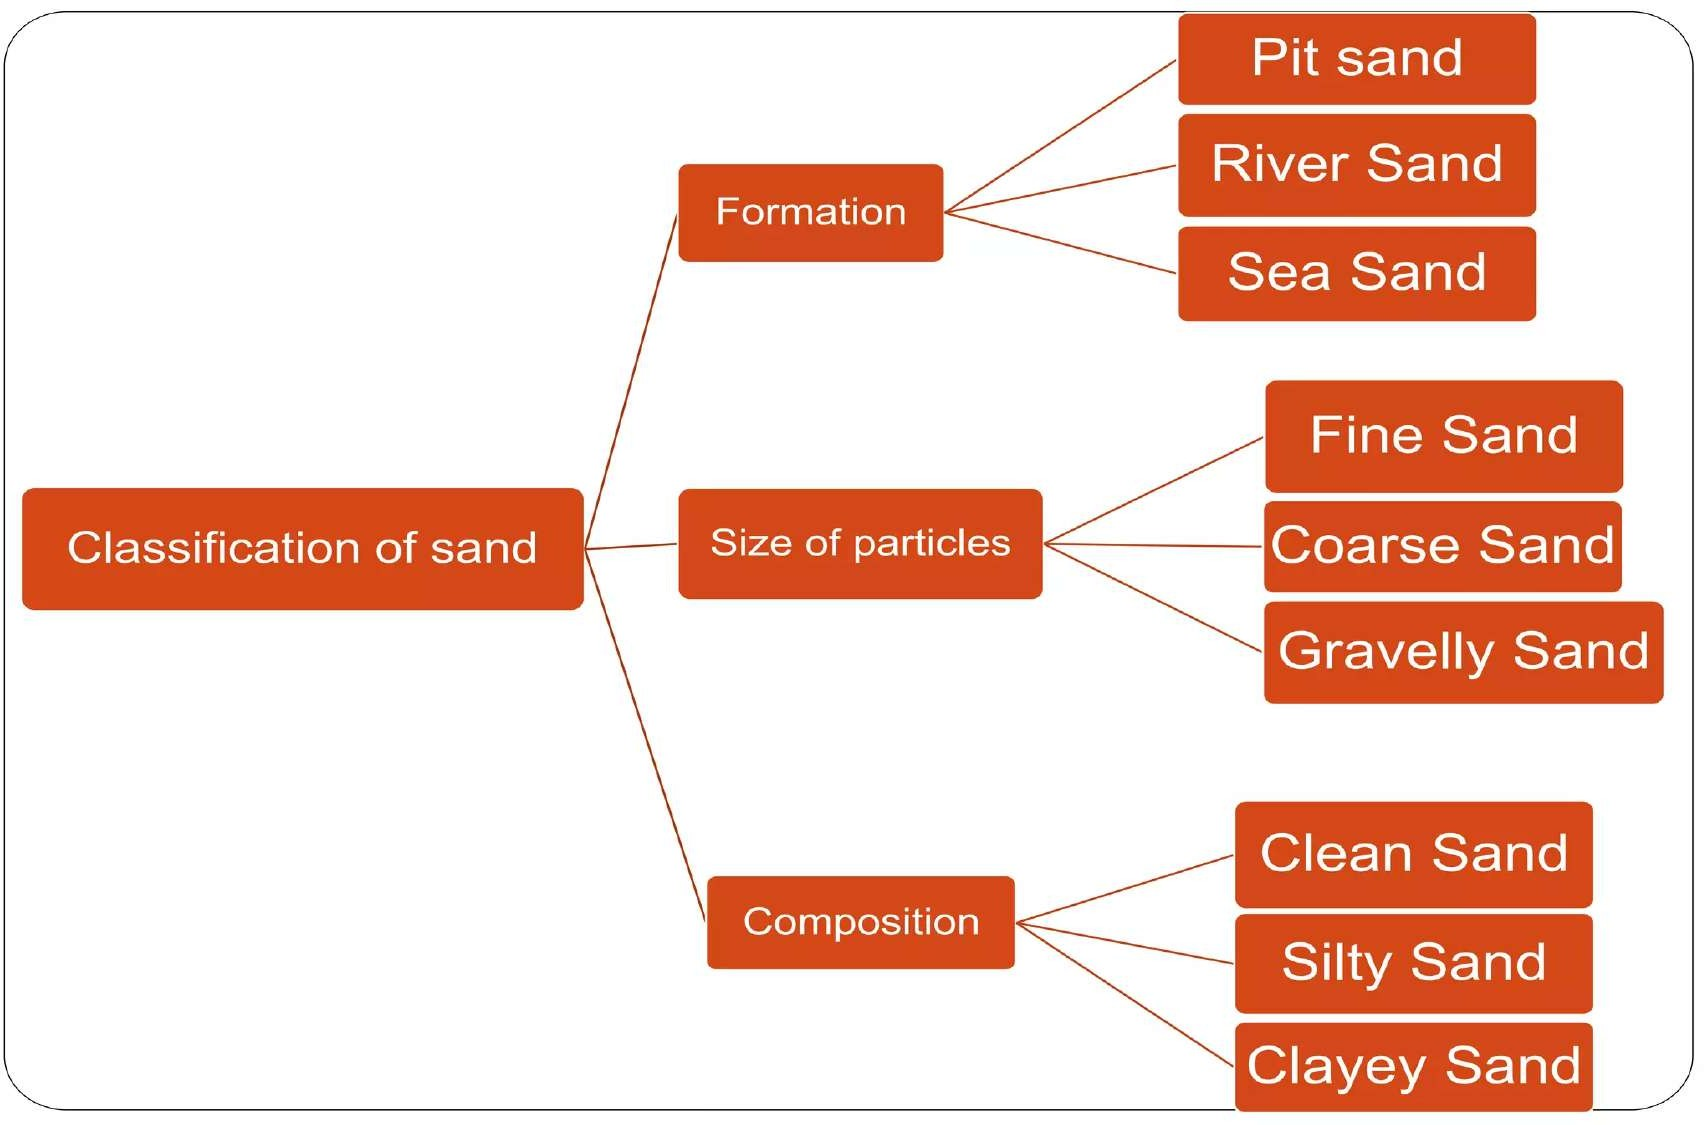 Classification of sand
Formation
Pit sand
River Sand
Sea Sand
Size of particles
Fine Sand
Coarse Sand
Gravelly Sand
Composition
Clean Sand
Silty Sand
Clayey Sand